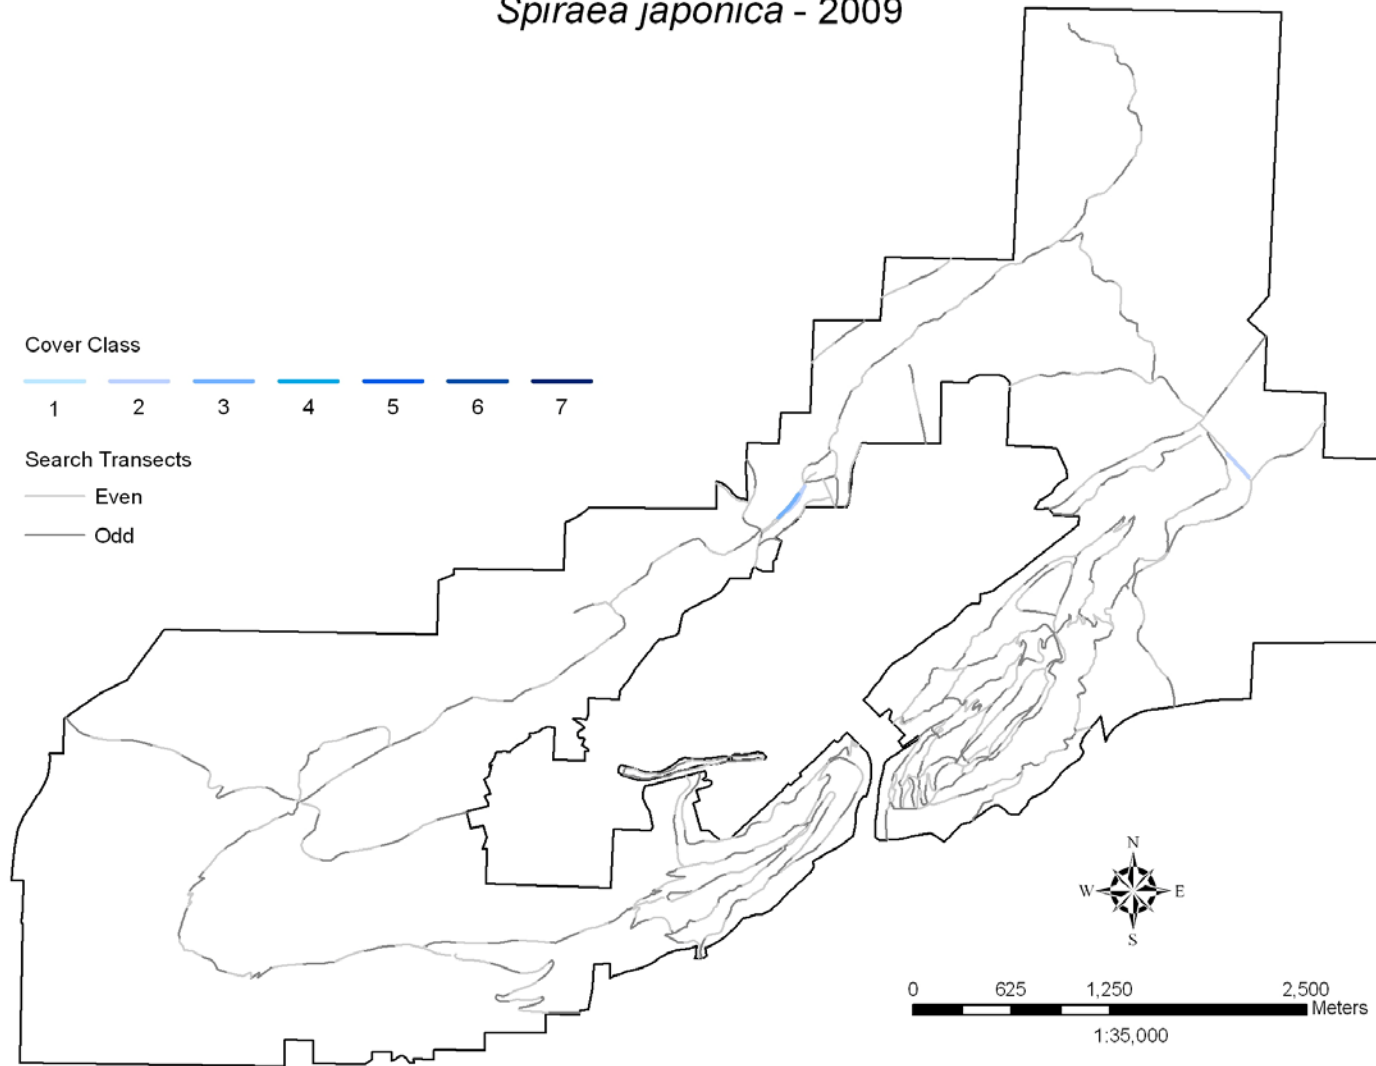 Spiraea japonica - 2009
Cover Class
1 2 3 4 5 6 7
Search Transects
Even
Odd
N
W E
S
0 625 1,250 2,500
Meters
1:35,000